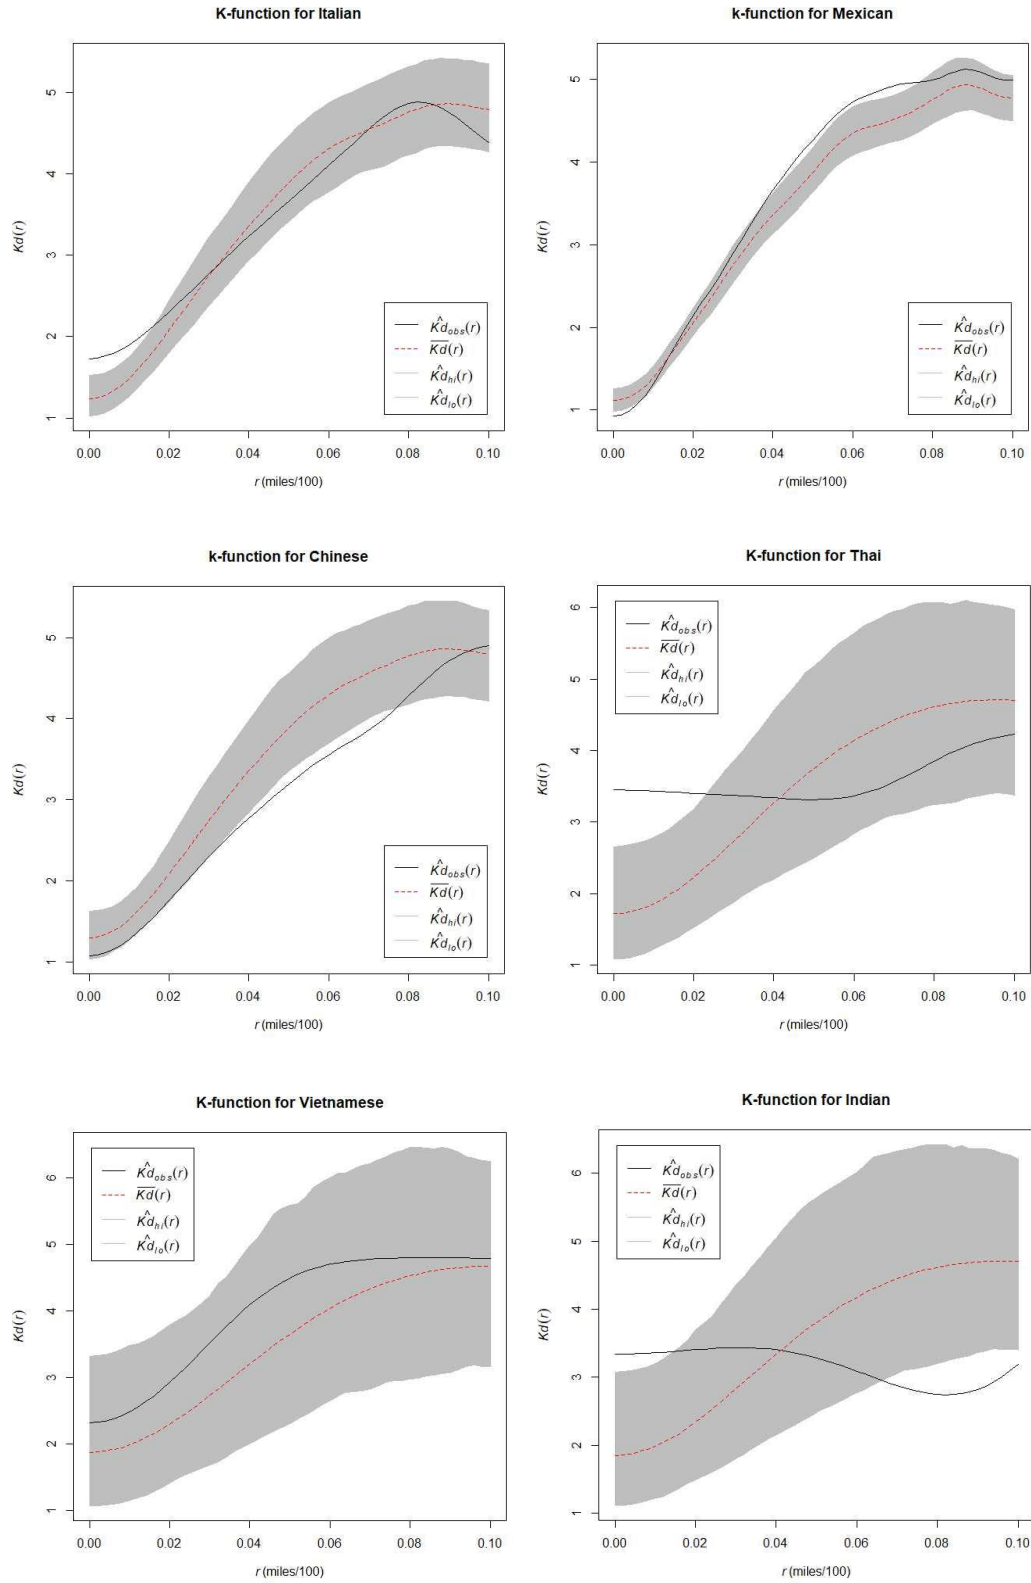 K-function for Italian
5
4
3
2
1
Kd(r)
K̂d_obs(r)
K̅d̅(r)
K̂d_hi(r)
K̂d_lo(r)
0.00 0.02 0.04 0.06 0.08 0.10
r (miles/100)
k-function for Mexican
5
4
3
2
1
Kd(r)
K̂d_obs(r)
K̅d̅(r)
K̂d_hi(r)
K̂d_lo(r)
0.00 0.02 0.04 0.06 0.08 0.10
r (miles/100)
k-function for Chinese
5
4
3
2
1
Kd(r)
K̂d_obs(r)
K̅d̅(r)
K̂d_hi(r)
K̂d_lo(r)
0.00 0.02 0.04 0.06 0.08 0.10
r (miles/100)
K-function for Thai
6
5
4
3
2
1
Kd(r)
K̂d_obs(r)
K̅d̅(r)
K̂d_hi(r)
K̂d_lo(r)
0.00 0.02 0.04 0.06 0.08 0.10
r (miles/100)
K-function for Vietnamese
6
5
4
3
2
1
Kd(r)
K̂d_obs(r)
K̅d̅(r)
K̂d_hi(r)
K̂d_lo(r)
0.00 0.02 0.04 0.06 0.08 0.10
r (miles/100)
K-function for Indian
6
5
4
3
2
1
Kd(r)
K̂d_obs(r)
K̅d̅(r)
K̂d_hi(r)
K̂d_lo(r)
0.00 0.02 0.04 0.06 0.08 0.10
r (miles/100)